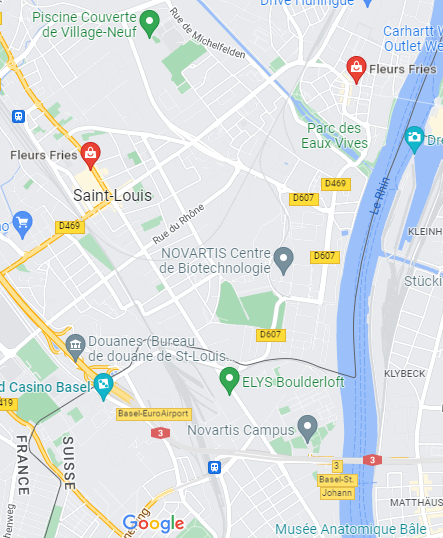 Drive Huningue
Piscine Couverte
de Village-Neuf
Rue de Michelfelden
Carhartt W
Outlet We
Fleurs Fries
Parc des
Eaux Vives
Dre
Fleurs Fries
Saint-Louis
D469
D607
Le Rhin
Rue du Rhône
no
D469
KLEINH
NOVARTIS Centre
de Biotechnologie
D607
Stücki
D607
Douanes (Bureau
de douane de St-Louis...
KLYBECK
d Casino Basel
ELYS Boulderloft
419
Basel-EuroAirport
3
Novartis Campus
FRANCE
SUISSE
3
3
Basel-St.
Johann
MATTHÄUS
Google
Musée Anatomique Bâle